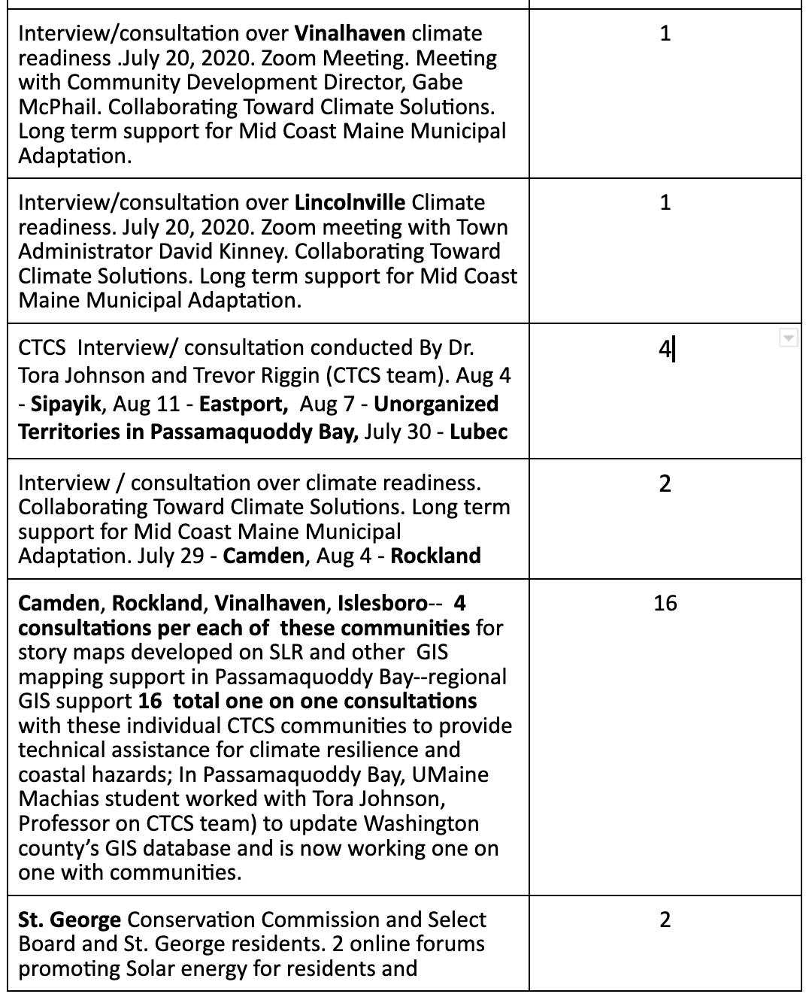 Interview/consultation over Vinalhaven climate
readiness .July 20, 2020. Zoom Meeting. Meeting
with Community Development Director, Gabe
McPhail. Collaborating Toward Climate Solutions.
Long term support for Mid Coast Maine Municipal
Adaptation.
1
Interview/consultation over Lincolnville Climate
readiness. July 20, 2020. Zoom meeting with Town
Administrator David Kinney. Collaborating Toward
Climate Solutions. Long term support for Mid Coast
Maine Municipal Adaptation.
1
CTCS  Interview/ consultation conducted By Dr.
Tora Johnson and Trevor Riggin (CTCS team). Aug 4
- Sipayik, Aug 11 - Eastport,  Aug 7 - Unorganized
Territories in Passamaquoddy Bay, July 30 - Lubec
4
Interview / consultation over climate readiness.
Collaborating Toward Climate Solutions. Long term
support for Mid Coast Maine Municipal
Adaptation. July 29 - Camden, Aug 4 - Rockland
2
Camden, Rockland, Vinalhaven, Islesboro--  4
consultations per each of  these communities for
story maps developed on SLR and other  GIS
mapping support in Passamaquoddy Bay--regional
GIS support 16  total one on one consultations
with these individual CTCS communities to provide
technical assistance for climate resilience and
coastal hazards; In Passamaquoddy Bay, UMaine
Machias student worked with Tora Johnson,
Professor on CTCS team) to update Washington
county’s GIS database and is now working one on
one with communities.
16
St. George Conservation Commission and Select
Board and St. George residents. 2 online forums
promoting Solar energy for residents and
2